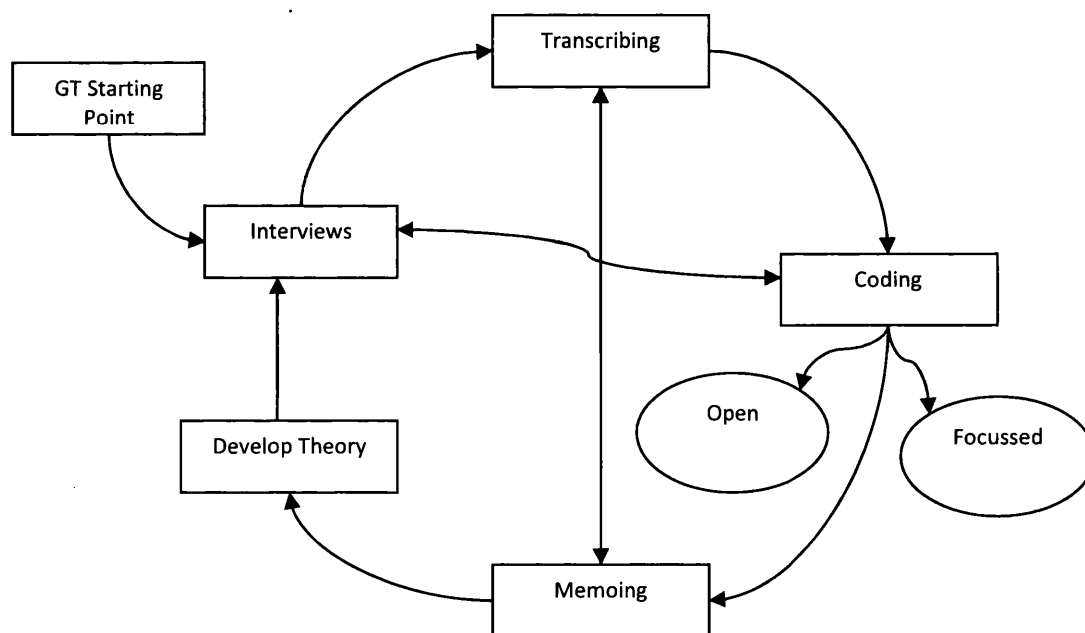 Transcribing
GT Starting
Point
Interviews
Coding
Open
Focussed
Develop Theory
Memoing